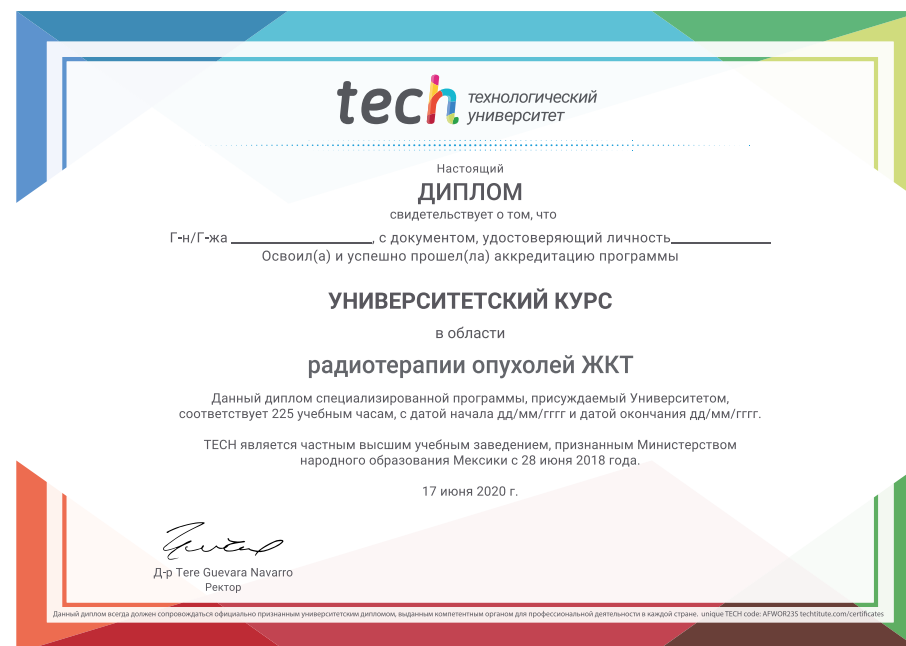 tech технологический
университет
Настоящий
ДИПЛОМ
свидетельствует о том, что
Г-н/Г-жа ____________________, с документом, удостоверяющий личность______________
Освоил(а) и успешно прошел(ла) аккредитацию программы
УНИВЕРСИТЕТСКИЙ КУРС
в области
радиотерапии опухолей ЖКТ
Данный диплом специализированной программы, присуждаемый Университетом,
соответствует 225 учебным часам, с датой начала дд/мм/гггг и датой окончания дд/мм/гггг.
TECH является частным высшим учебным заведением, признанным Министерством
народного образования Мексики с 28 июня 2018 года.
17 июня 2020 г.
Д-р Tere Guevara Navarro
Ректор
Данный диплом всегда должен сопровождаться официально признанным университетским дипломом, выданным компетентным органом для профессиональной деятельности в каждой стране. unique TECH code: AFWOR23S techtitute.com/certificates